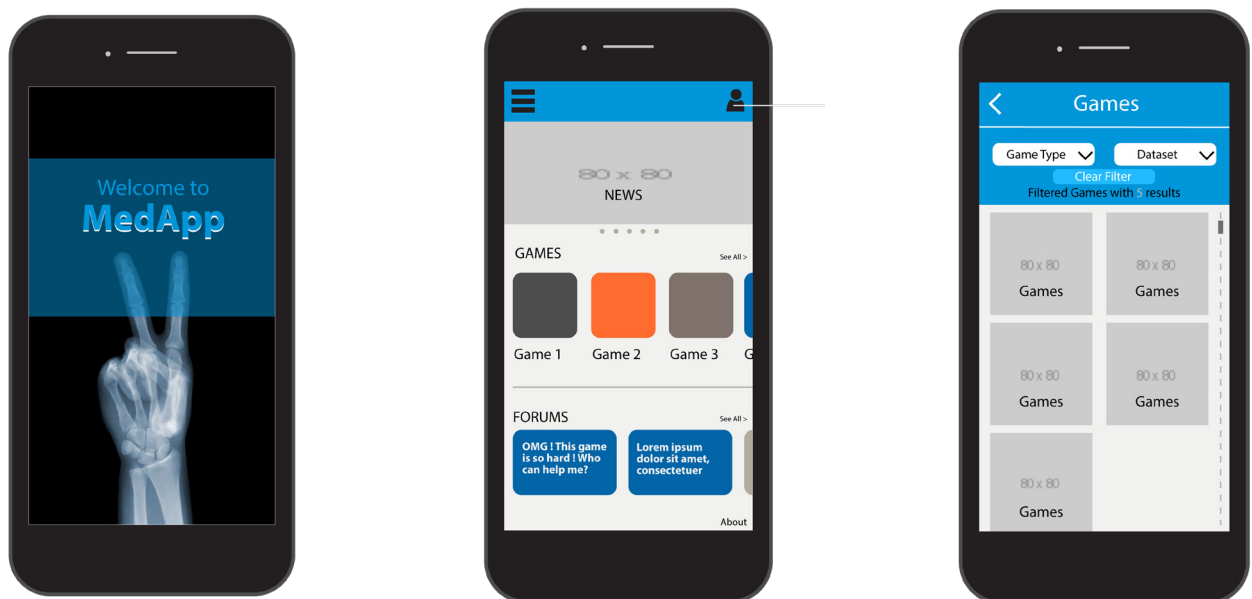 Welcome to
MedApp
80 x 80
NEWS
GAMES
See All >
Game 1
Game 2
Game 3
G
FORUMS
See All >
OMG ! This game
is so hard ! Who
can help me?
Lorem ipsum
dolor sit amet,
consectetuer
About
Games
Game Type
Dataset
Clear Filter
Filtered Games with 5 results
80 x 80
Games
80 x 80
Games
80 x 80
Games
80 x 80
Games
80 x 80
Games